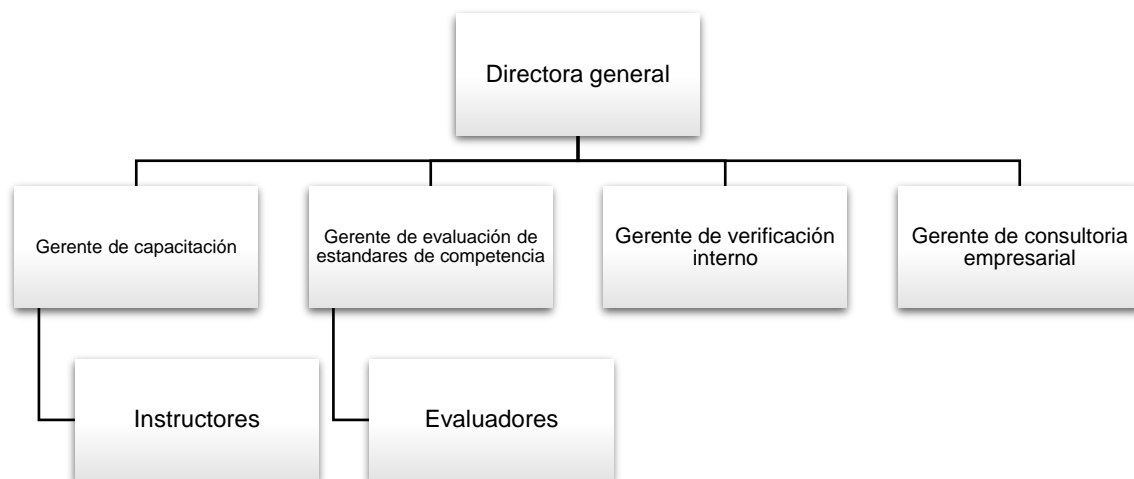 Directora general
Gerente de capacitación
Gerente de evaluación de
estandares de competencia
Gerente de verificación
interno
Gerente de consultoria
empresarial
Instructores
Evaluadores